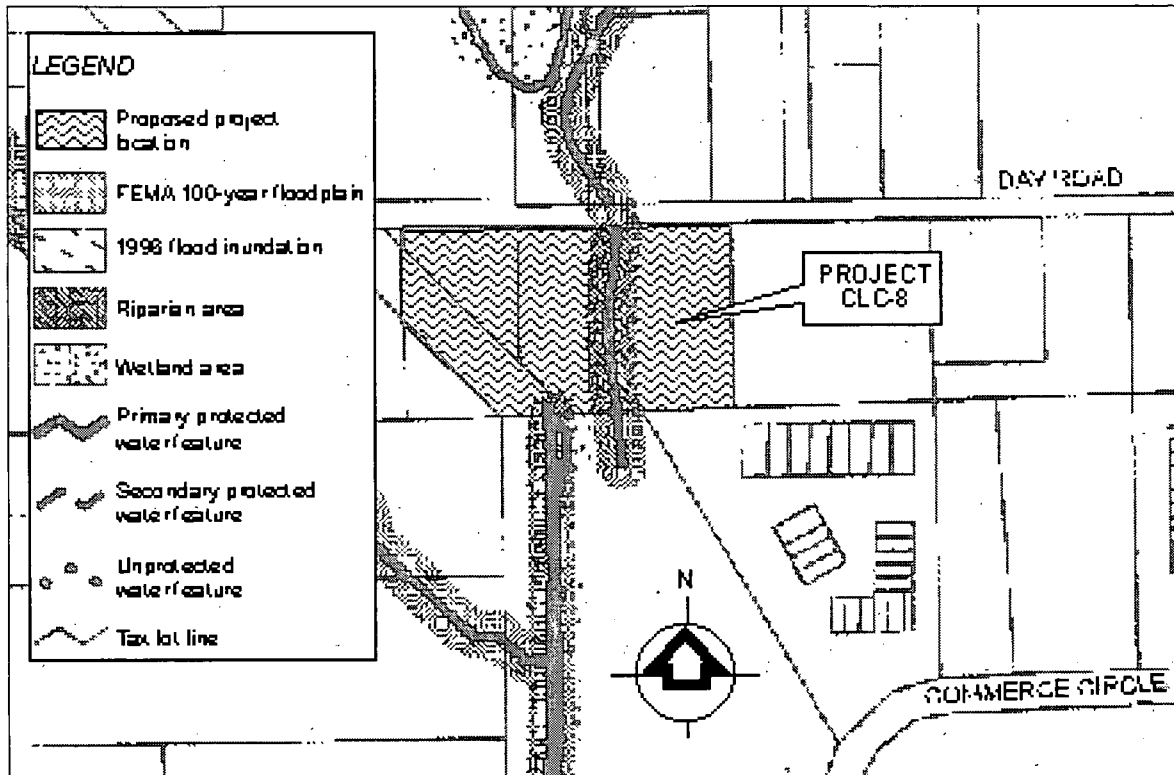 LEGEND
Proposed project
location
FEMA 100-year flood plain
1996 flood inundation
Riparian area
Wetland area
Primary protected
water feature
Secondary protected
water feature
Unprotected
water feature
Tax lot line
DAY ROAD
PROJECT
CLC-8
N
COMMERCE CIRCLE